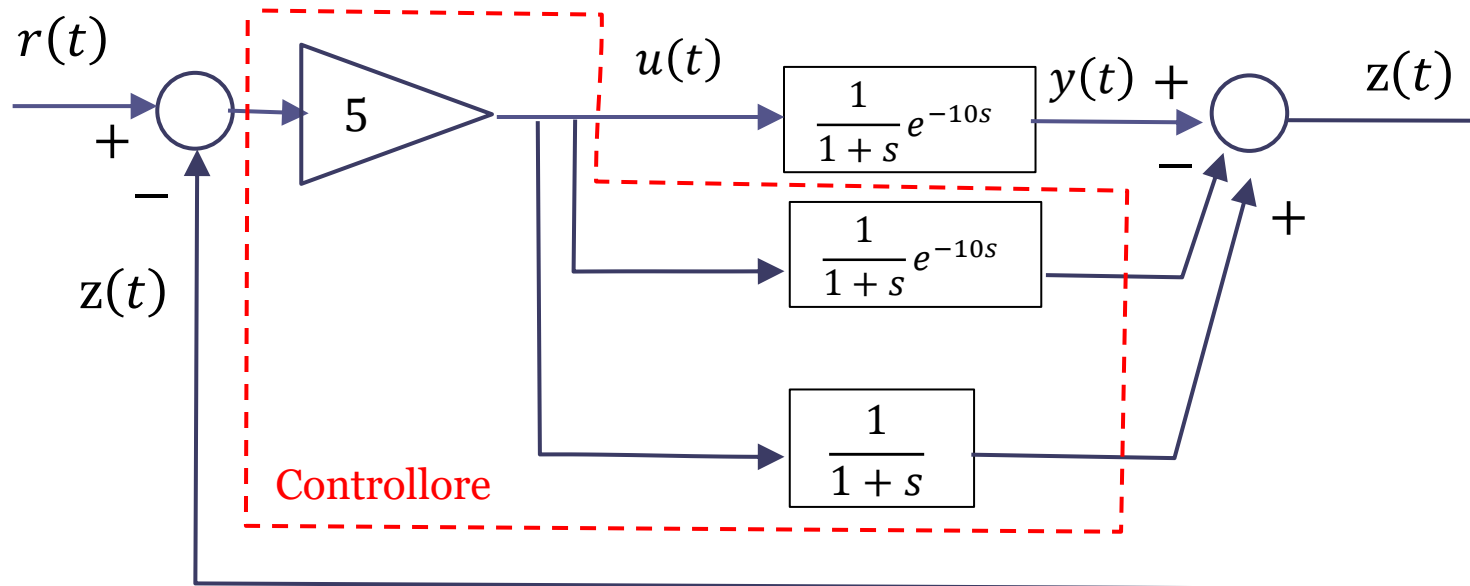 r(t)
+
−
z(t)
5
u(t)
1
1 + s
e^{−10s}
y(t)
+
−
+
z(t)
1
1 + s
e^{−10s}
1
1 + s
Controllore